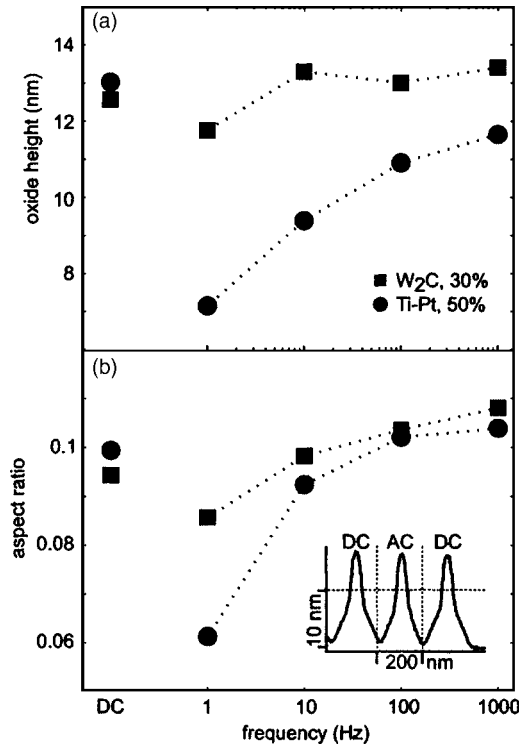 (a)
14
13
12
10
8
oxide height (nm)
W2C, 30%
Ti-Pt, 50%
(b)
0.1
0.08
0.06
aspect ratio
DC AC DC
10 nm
200 nm
DC 1 10 100 1000
frequency (Hz)